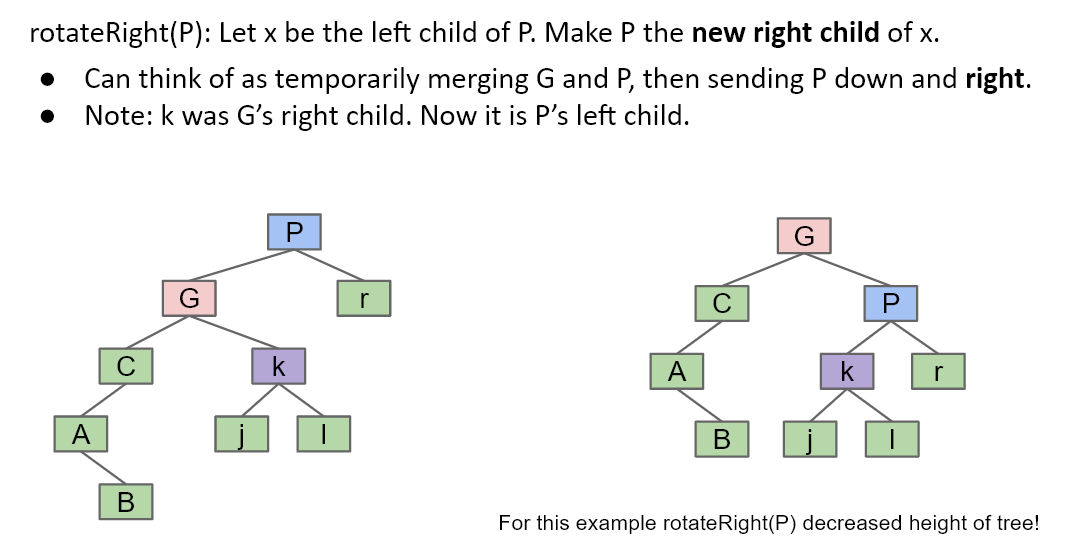 rotateRight(P): Let x be the left child of P. Make P the new right child of x.
● Can think of as temporarily merging G and P, then sending P down and right.
● Note: k was G’s right child. Now it is P’s left child.
P
G
G
r
C
P
C
k
A
k
r
A
j
l
B
j
l
B
For this example rotateRight(P) decreased height of tree!